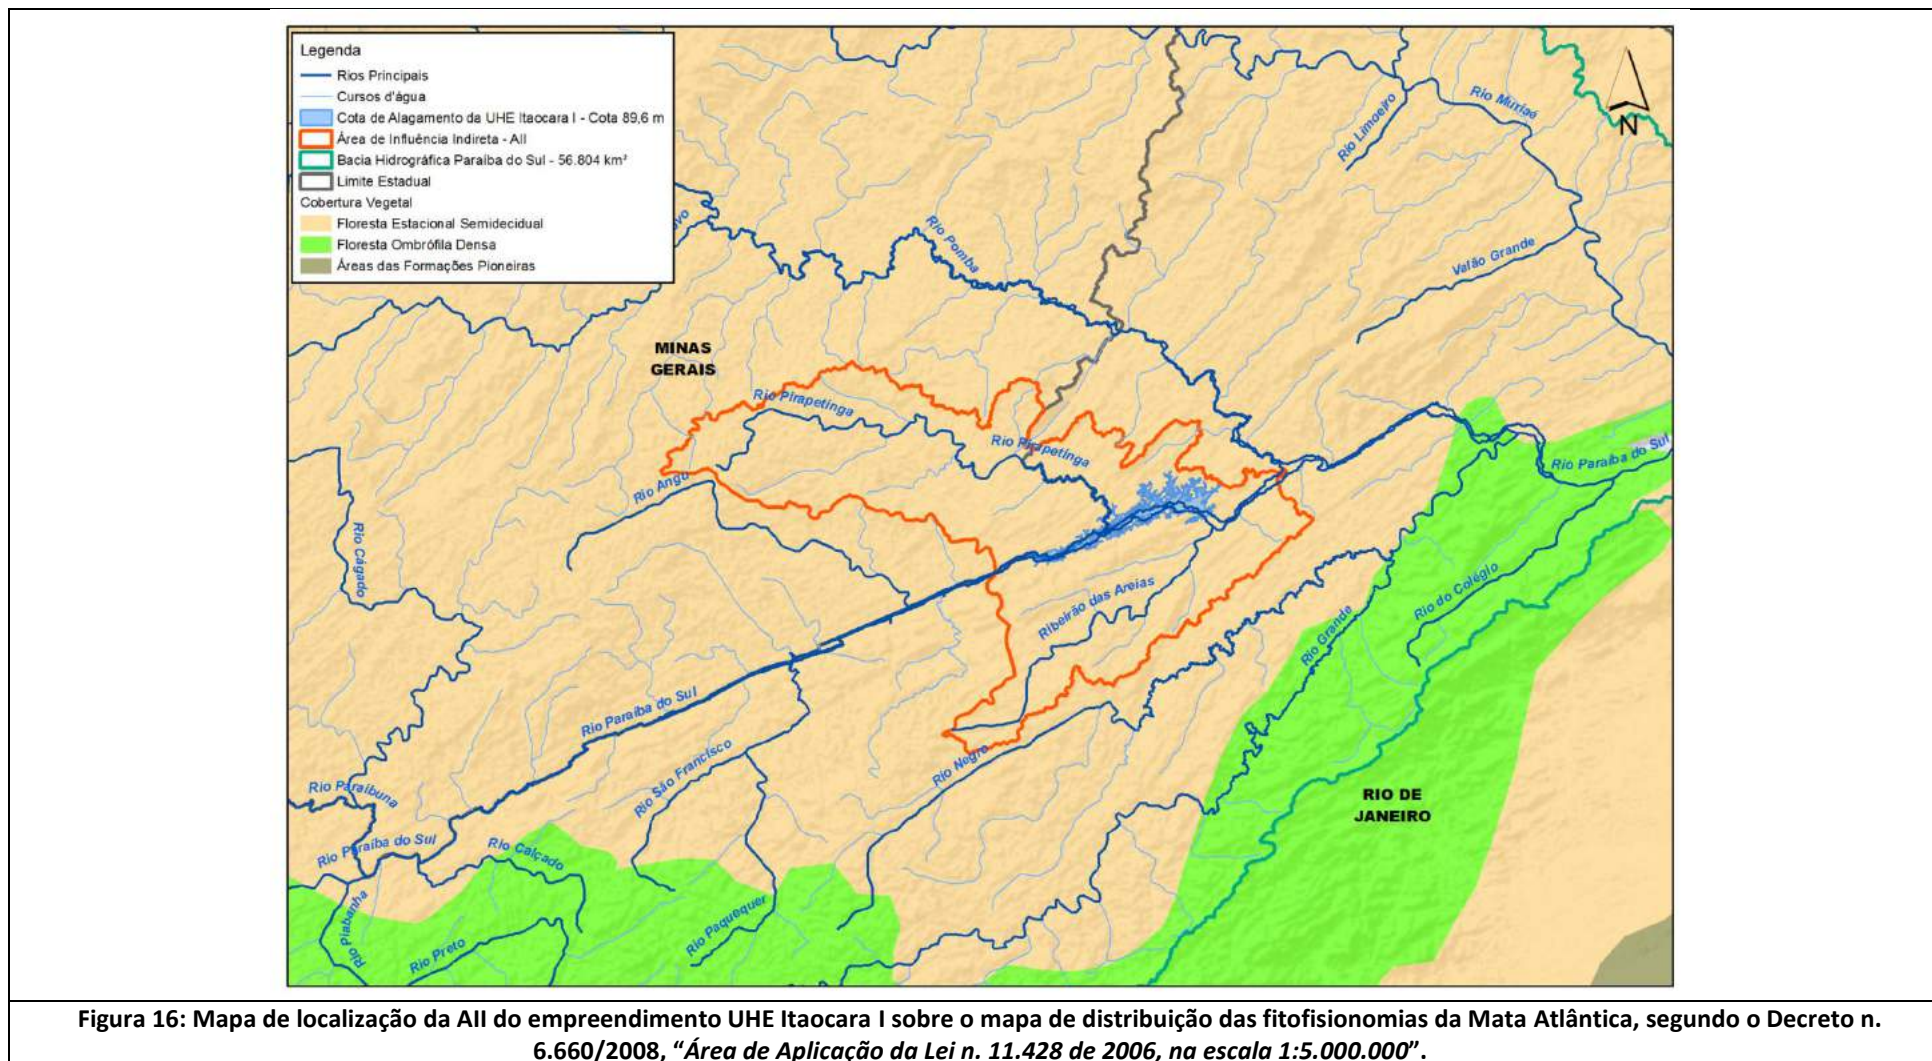 Legenda
Rios Principais
Cursos d'água
Cota de Alagamento da UHE Itaocara I - Cota 89,6 m
Área de Influência Indireta - AII
Bacia Hidrográfica Paraíba do Sul - 56.804 km²
Limite Estadual
Cobertura Vegetal
Floresta Estacional Semidecidual
Floresta Ombrófila Densa
Áreas das Formações Pioneiras
N
Rio Muriaé
Rio Limoeiro
Rio Pomba
Valão Grande
MINAS
GERAIS
Rio Pirapetinga
Rio Pirapetinga
Rio Paraíba do Sul
Rio Angu
Rio Cágado
Ribeirão das Areias
Rio do Colégio
Rio Grande
Rio Paraíba do Sul
Rio São Francisco
Rio Negro
Rio Paraibuna
RIO DE
JANEIRO
Rio Paraíba do Sul
Rio Calçado
Rio Piabanha
Rio Preto
Rio Paquequer
Figura 16: Mapa de localização da AII do empreendimento UHE Itaocara I sobre o mapa de distribuição das fitofisionomias da Mata Atlântica, segundo o Decreto n.
6.660/2008, “Área de Aplicação da Lei n. 11.428 de 2006, na escala 1:5.000.000”.